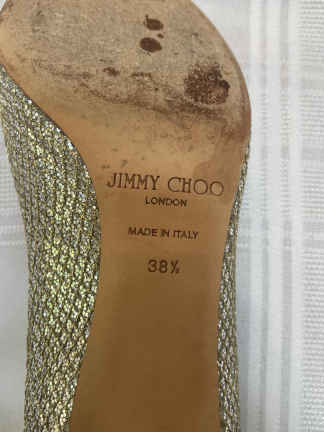 JIMMY CHOO
LONDON
MADE IN ITALY
38½